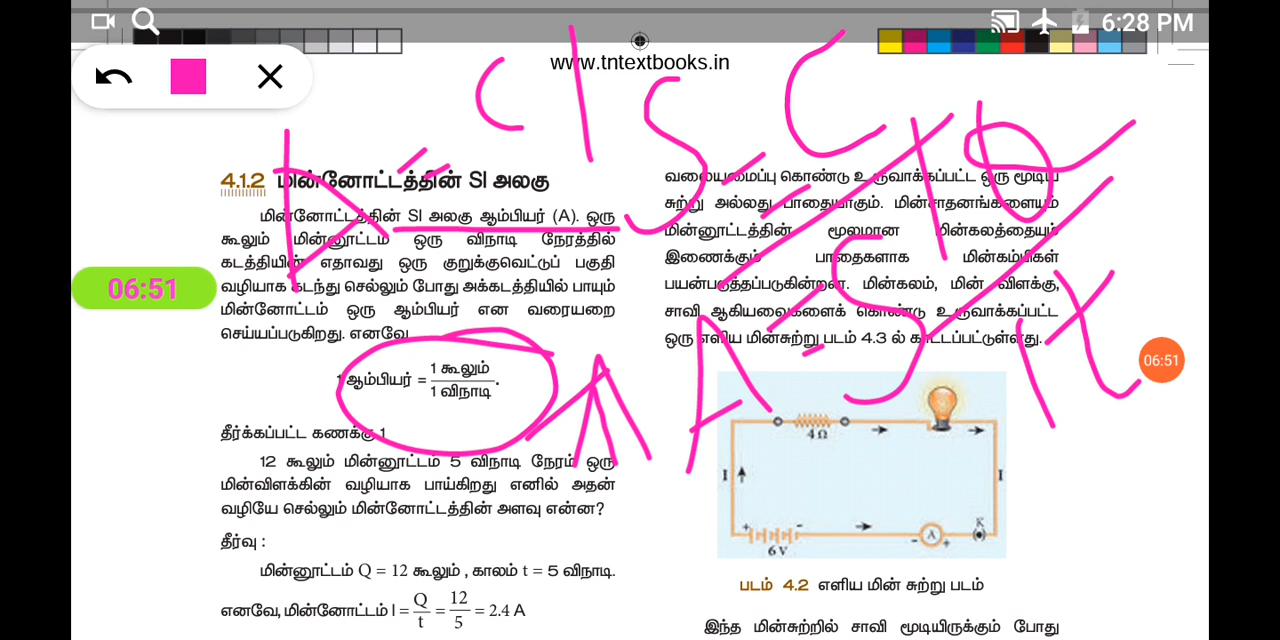 6:28 PM
www.tntextbooks.in
06:51
06:51
4.1.2 மின்னோட்டத்தின் SI அலகு
மின்னோட்டத்தின் SI அலகு ஆம்பியர் (A). ஒரு
கூலும் மின்னூட்டம் ஒரு விநாடி நேரத்தில்
கடத்தியின் எதாவது ஒரு குறுக்குவெட்டுப் பகுதி
வழியாக கடந்து செல்லும் போது அக்கடத்தியில் பாயும்
மின்னோட்டம் ஒரு ஆம்பியர் என வரையறை
செய்யப்படுகிறது. எனவே
1 ஆம்பியர் = 1 கூலும் / 1 விநாடி .
தீர்க்கப்பட்ட கணக்கு 1
12 கூலும் மின்னூட்டம் 5 விநாடி நேரம் ஒரு
மின்விளக்கின் வழியாக பாய்கிறது எனில் அதன்
வழியே செல்லும் மின்னோட்டத்தின் அளவு என்ன?
தீர்வு :
மின்னூட்டம் Q = 12 கூலும் , காலம் t = 5 விநாடி.
எனவே, மின்னோட்டம் I = Q/t = 12/5 = 2.4 A
வலையமைப்பு கொண்டு உருவாக்கப்பட்ட ஒரு மூடிய
சுற்று அல்லது பாதையாகும். மின்சாதனங்களையும்
மின்னூட்டத்தின் மூலமான மின்கலத்தையும்
இணைக்கும் பாதைகளாக மின்கம்பிகள்
பயன்படுத்தப்படுகின்றன. மின்கலம், மின் விளக்கு,
சாவி ஆகியவைகளைக் கொண்டு உருவாக்கப்பட்ட
ஒரு எளிய மின்சுற்று படம் 4.3 ல் காட்டப்பட்டுள்ளது.
4 Ω
I
I
K
+ -
- A +
6 V
படம் 4.2 எளிய மின் சுற்று படம்
இந்த மின்சுற்றில் சாவி மூடியிருக்கும் போது